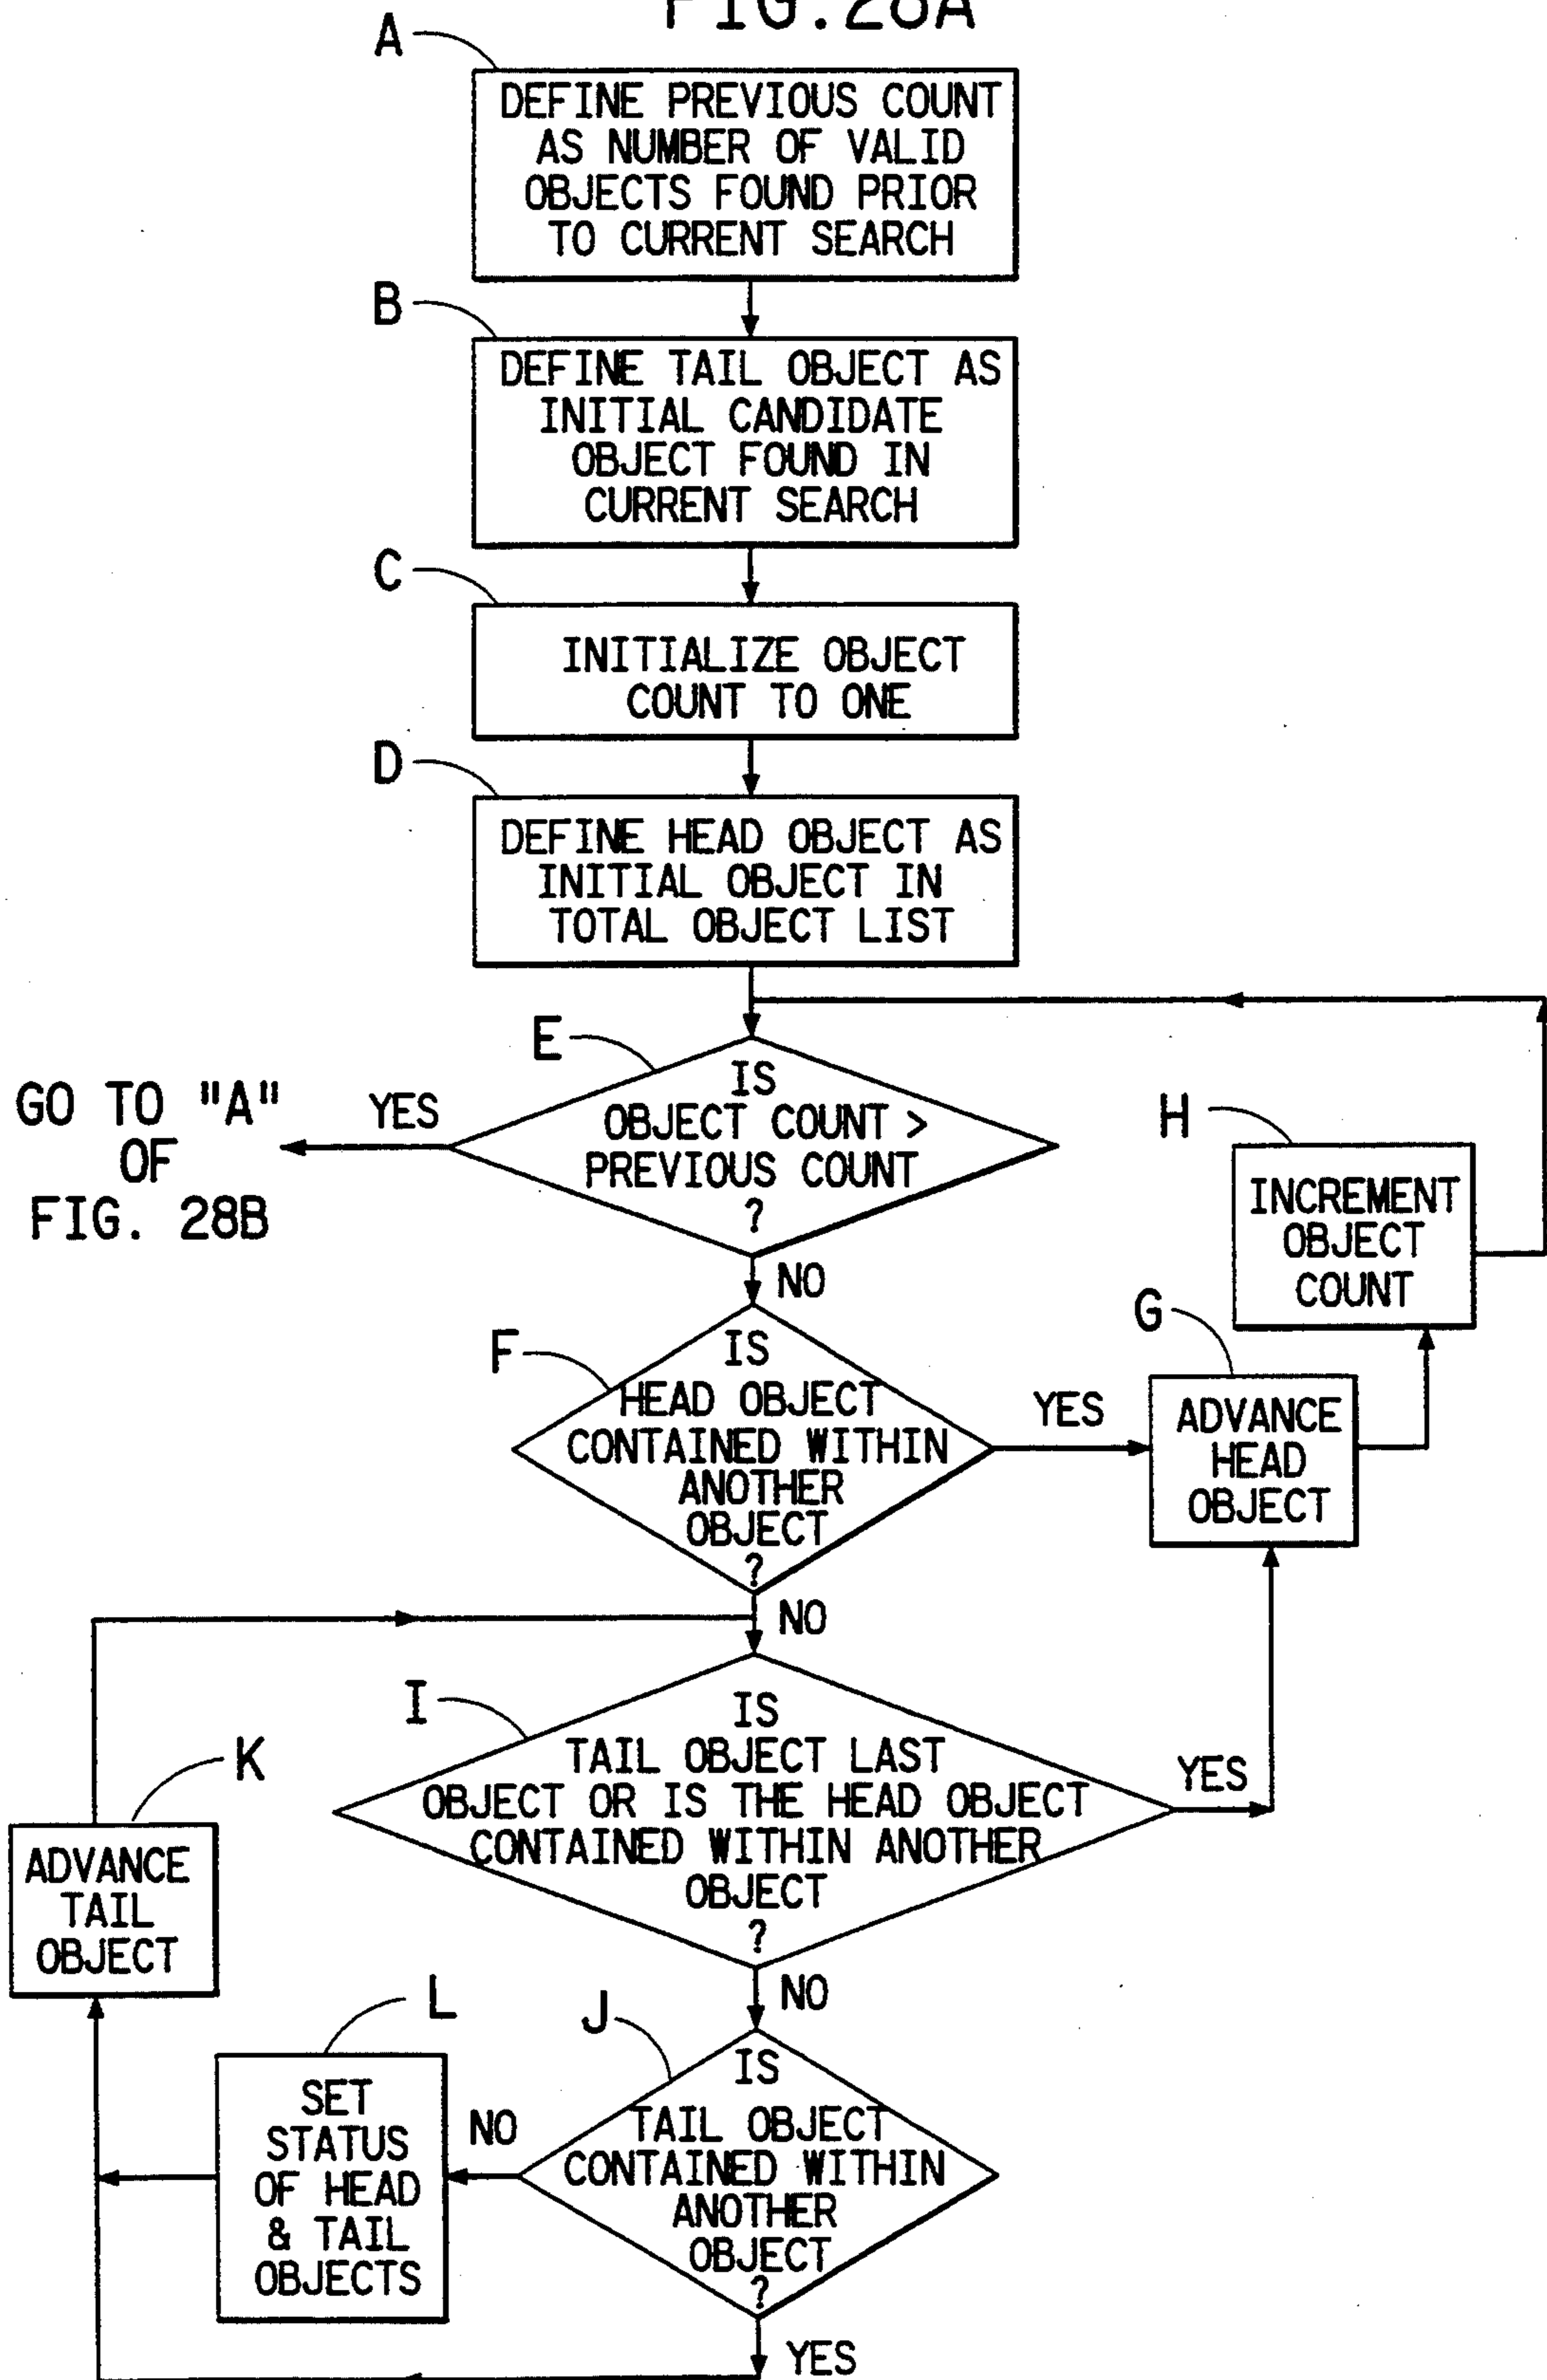 FIG.28A
A
DEFINE PREVIOUS COUNT
AS NUMBER OF VALID
OBJECTS FOUND PRIOR
TO CURRENT SEARCH
B
DEFINE TAIL OBJECT AS
INITIAL CANDIDATE
OBJECT FOUND IN
CURRENT SEARCH
C
INITIALIZE OBJECT
COUNT TO ONE
D
DEFINE HEAD OBJECT AS
INITIAL OBJECT IN
TOTAL OBJECT LIST
E
IS
OBJECT COUNT >
PREVIOUS COUNT
?
YES
GO TO "A"
OF
FIG. 28B
NO
H
INCREMENT
OBJECT
COUNT
F
IS
HEAD OBJECT
CONTAINED WITHIN
ANOTHER
OBJECT
?
YES
G
ADVANCE
HEAD
OBJECT
NO
I
IS
TAIL OBJECT LAST
OBJECT OR IS THE HEAD OBJECT
CONTAINED WITHIN ANOTHER
OBJECT
?
YES
K
ADVANCE
TAIL
OBJECT
NO
L
SET
STATUS
OF HEAD
& TAIL
OBJECTS
NO
J
IS
TAIL OBJECT
CONTAINED WITHIN
ANOTHER
OBJECT
?
YES